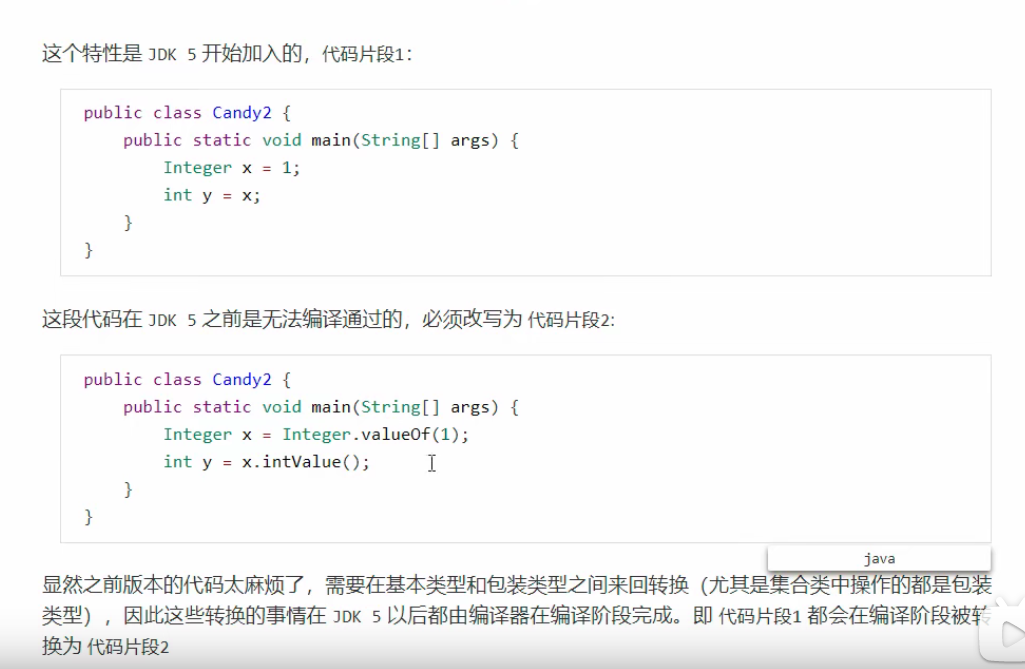 这个特性是 JDK 5 开始加入的，代码片段1：
public class Candy2 {
    public static void main(String[] args) {
        Integer x = 1;
        int y = x;
    }
}
这段代码在 JDK 5 之前是无法编译通过的，必须改写为 代码片段2:
public class Candy2 {
    public static void main(String[] args) {
        Integer x = Integer.valueOf(1);
        int y = x.intValue();
    }
}
java
显然之前版本的代码太麻烦了，需要在基本类型和包装类型之间来回转换（尤其是集合类中操作的都是包装
类型），因此这些转换的事情在 JDK 5 以后都由编译器在编译阶段完成。即 代码片段1 都会在编译阶段被转
换为 代码片段2